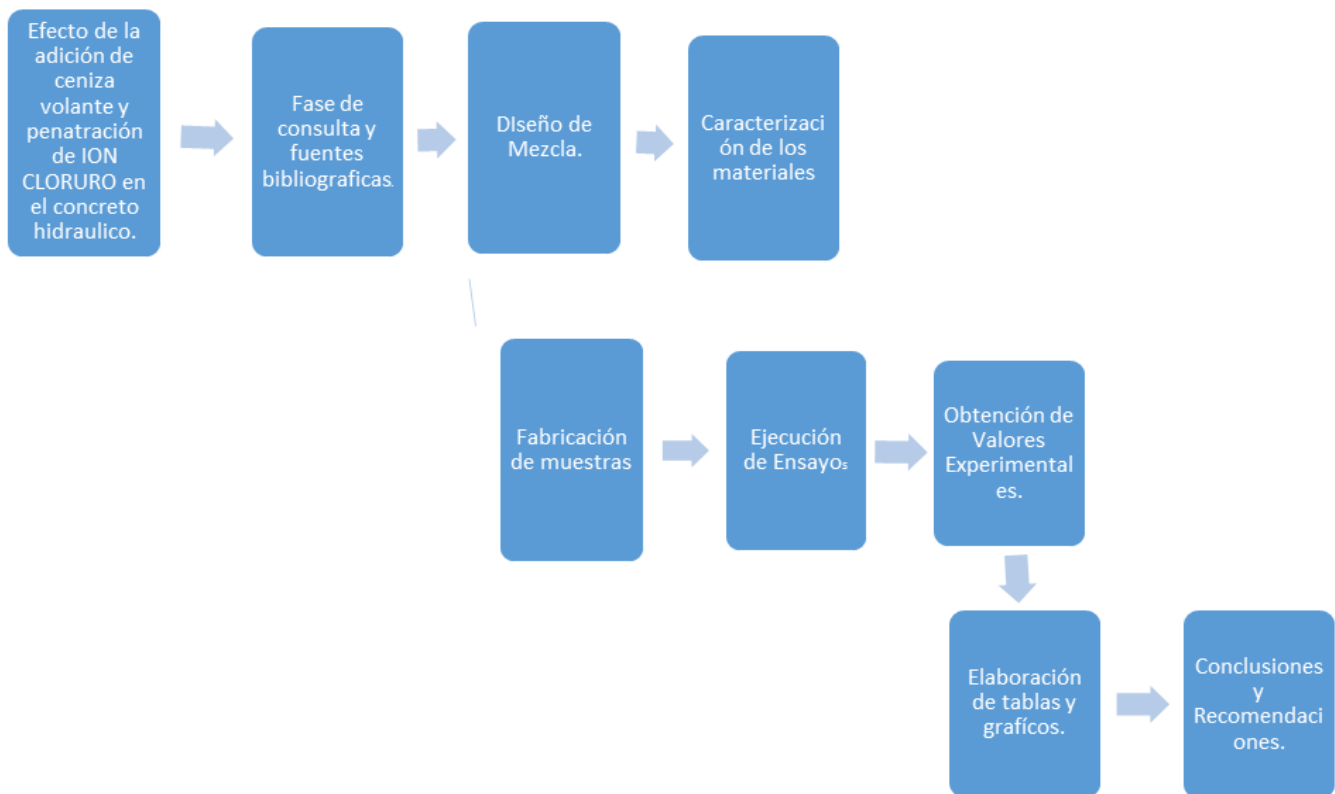 Efecto de la
adición de
ceniza
volante y
penatración
de ION
CLORURO en
el concreto
hidraulico.
Fase de
consulta y
fuentes
bibliograficas.
DIseño de
Mezcla.
Caracterizaci
ón de los
materiales
Fabricación
de muestras
Ejecución
de Ensayos
Obtención de
Valores
Experimental
es.
Elaboración
de tablas y
grafícos.
Conclusiones
y
Recomendaci
ones.